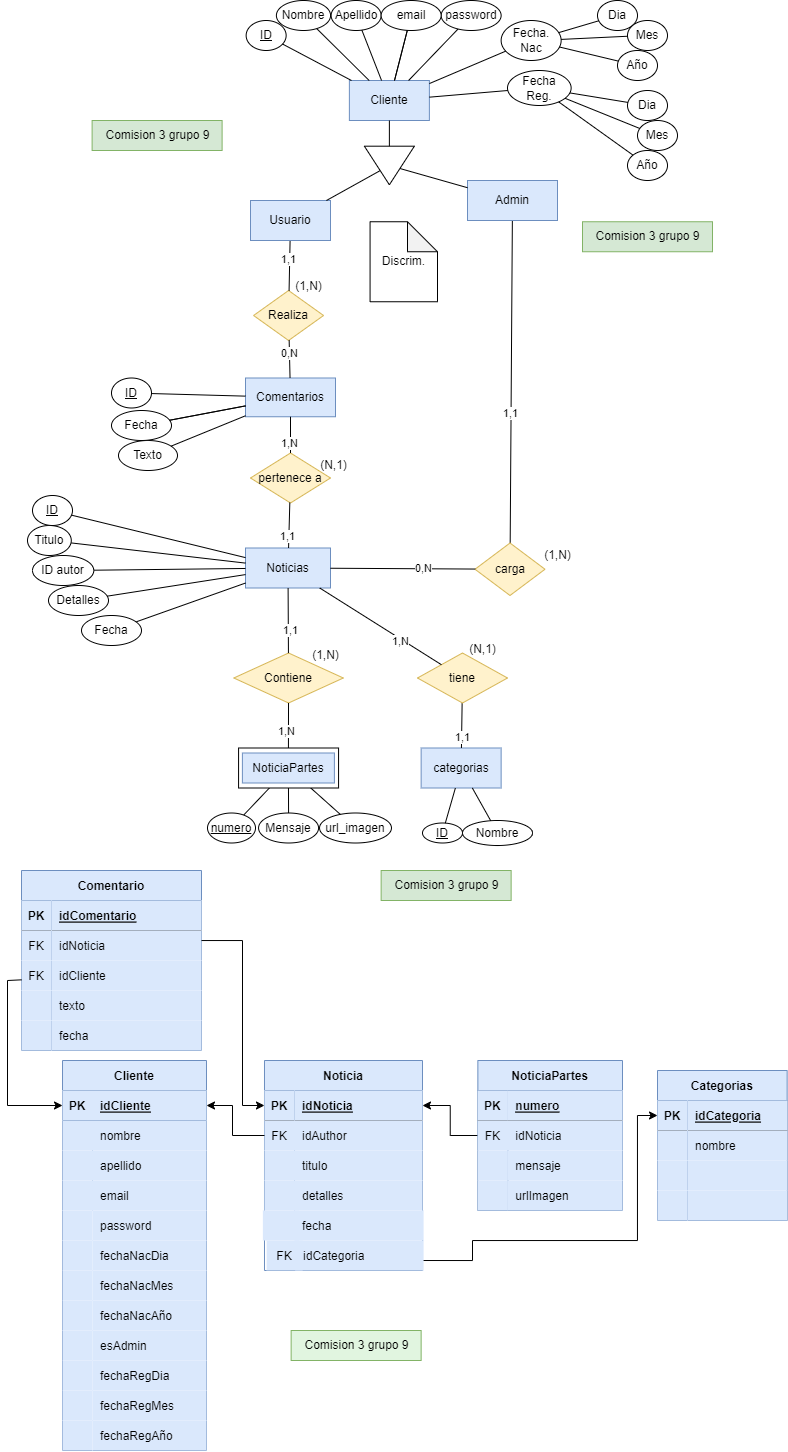 Nombre
Apellido
email
password
ID
Fecha.
Nac
Dia
Mes
Año
Fecha
Reg.
Dia
Mes
Año
Cliente
Comision 3 grupo 9
Usuario
Admin
Comision 3 grupo 9
Discrim.
1,1
(1,N)
Realiza
0,N
ID
Comentarios
Fecha
Texto
1,1
1,N
(N,1)
pertenece a
ID
1,1
Titulo
ID autor
Detalles
Fecha
Noticias
0,N
carga
(1,N)
1,1
1,N
(1,N)
(N,1)
Contiene
tiene
1,N
1,1
NoticiaPartes
categorias
numero
Mensaje
url_imagen
ID
Nombre
Comision 3 grupo 9
Comentario
PK idComentario
FK idNoticia
FK idCliente
texto
fecha
Cliente
PK idCliente
nombre
apellido
email
password
fechaNacDia
fechaNacMes
fechaNacAño
esAdmin
fechaRegDia
fechaRegMes
fechaRegAño
Noticia
PK idNoticia
FK idAuthor
titulo
detalles
fecha
FK idCategoria
NoticiaPartes
PK numero
FK idNoticia
mensaje
urlImagen
Categorias
PK idCategoria
nombre
Comision 3 grupo 9